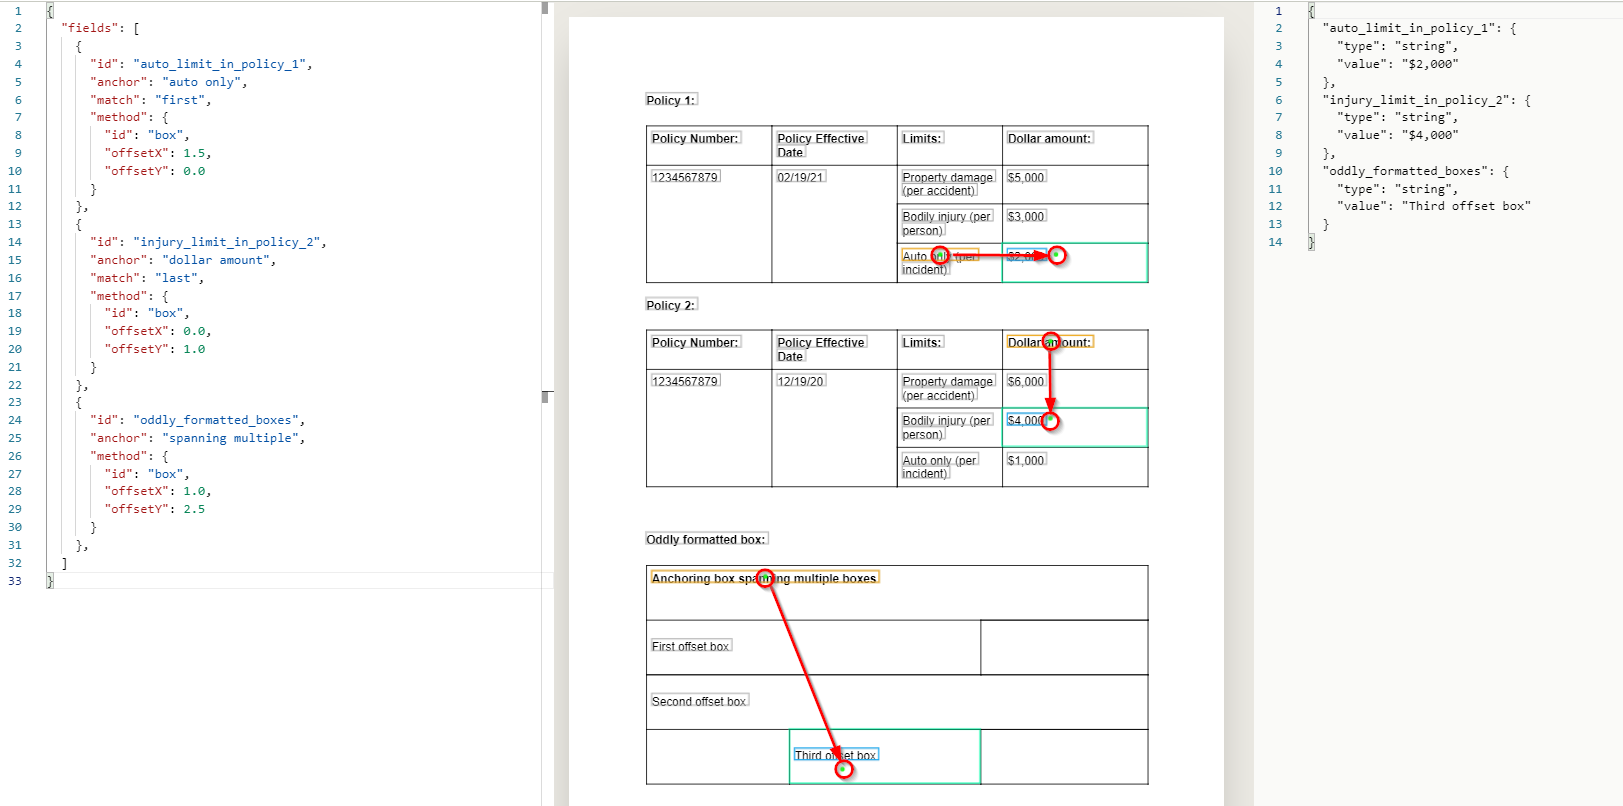 1 {
2 "fields": [
3 {
4 "id": "auto_limit_in_policy_1",
5 "anchor": "auto only",
6 "match": "first",
7 "method": {
8 "id": "box",
9 "offsetX": 1.5,
10 "offsetY": 0.0
11 }
12 },
13 {
14 "id": "injury_limit_in_policy_2",
15 "anchor": "dollar amount",
16 "match": "last",
17 "method": {
18 "id": "box",
19 "offsetX": 0.0,
20 "offsetY": 1.0
21 }
22 },
23 {
24 "id": "oddly_formatted_boxes",
25 "anchor": "spanning multiple",
26 "method": {
27 "id": "box",
28 "offsetX": 1.0,
29 "offsetY": 2.5
30 }
31 },
32 ]
33 }
Policy 1:
Policy Number:
Policy Effective
Date
Limits:
Dollar amount:
1234567879
02/19/21
Property damage
(per accident)
$5,000
Bodily injury (per
person)
$3,000
Auto only (per
incident)
$2,000
Policy 2:
Policy Number:
Policy Effective
Date
Limits:
Dollar amount:
1234567879
12/19/20
Property damage
(per accident)
$6,000
Bodily injury (per
person)
$4,000
Auto only (per
incident)
$1,000
Oddly formatted box:
Anchoring box spanning multiple boxes
First offset box
Second offset box
Third offset box
1 {
2 "auto_limit_in_policy_1": {
3 "type": "string",
4 "value": "$2,000"
5 },
6 "injury_limit_in_policy_2": {
7 "type": "string",
8 "value": "$4,000"
9 },
10 "oddly_formatted_boxes": {
11 "type": "string",
12 "value": "Third offset box"
13 }
14 }